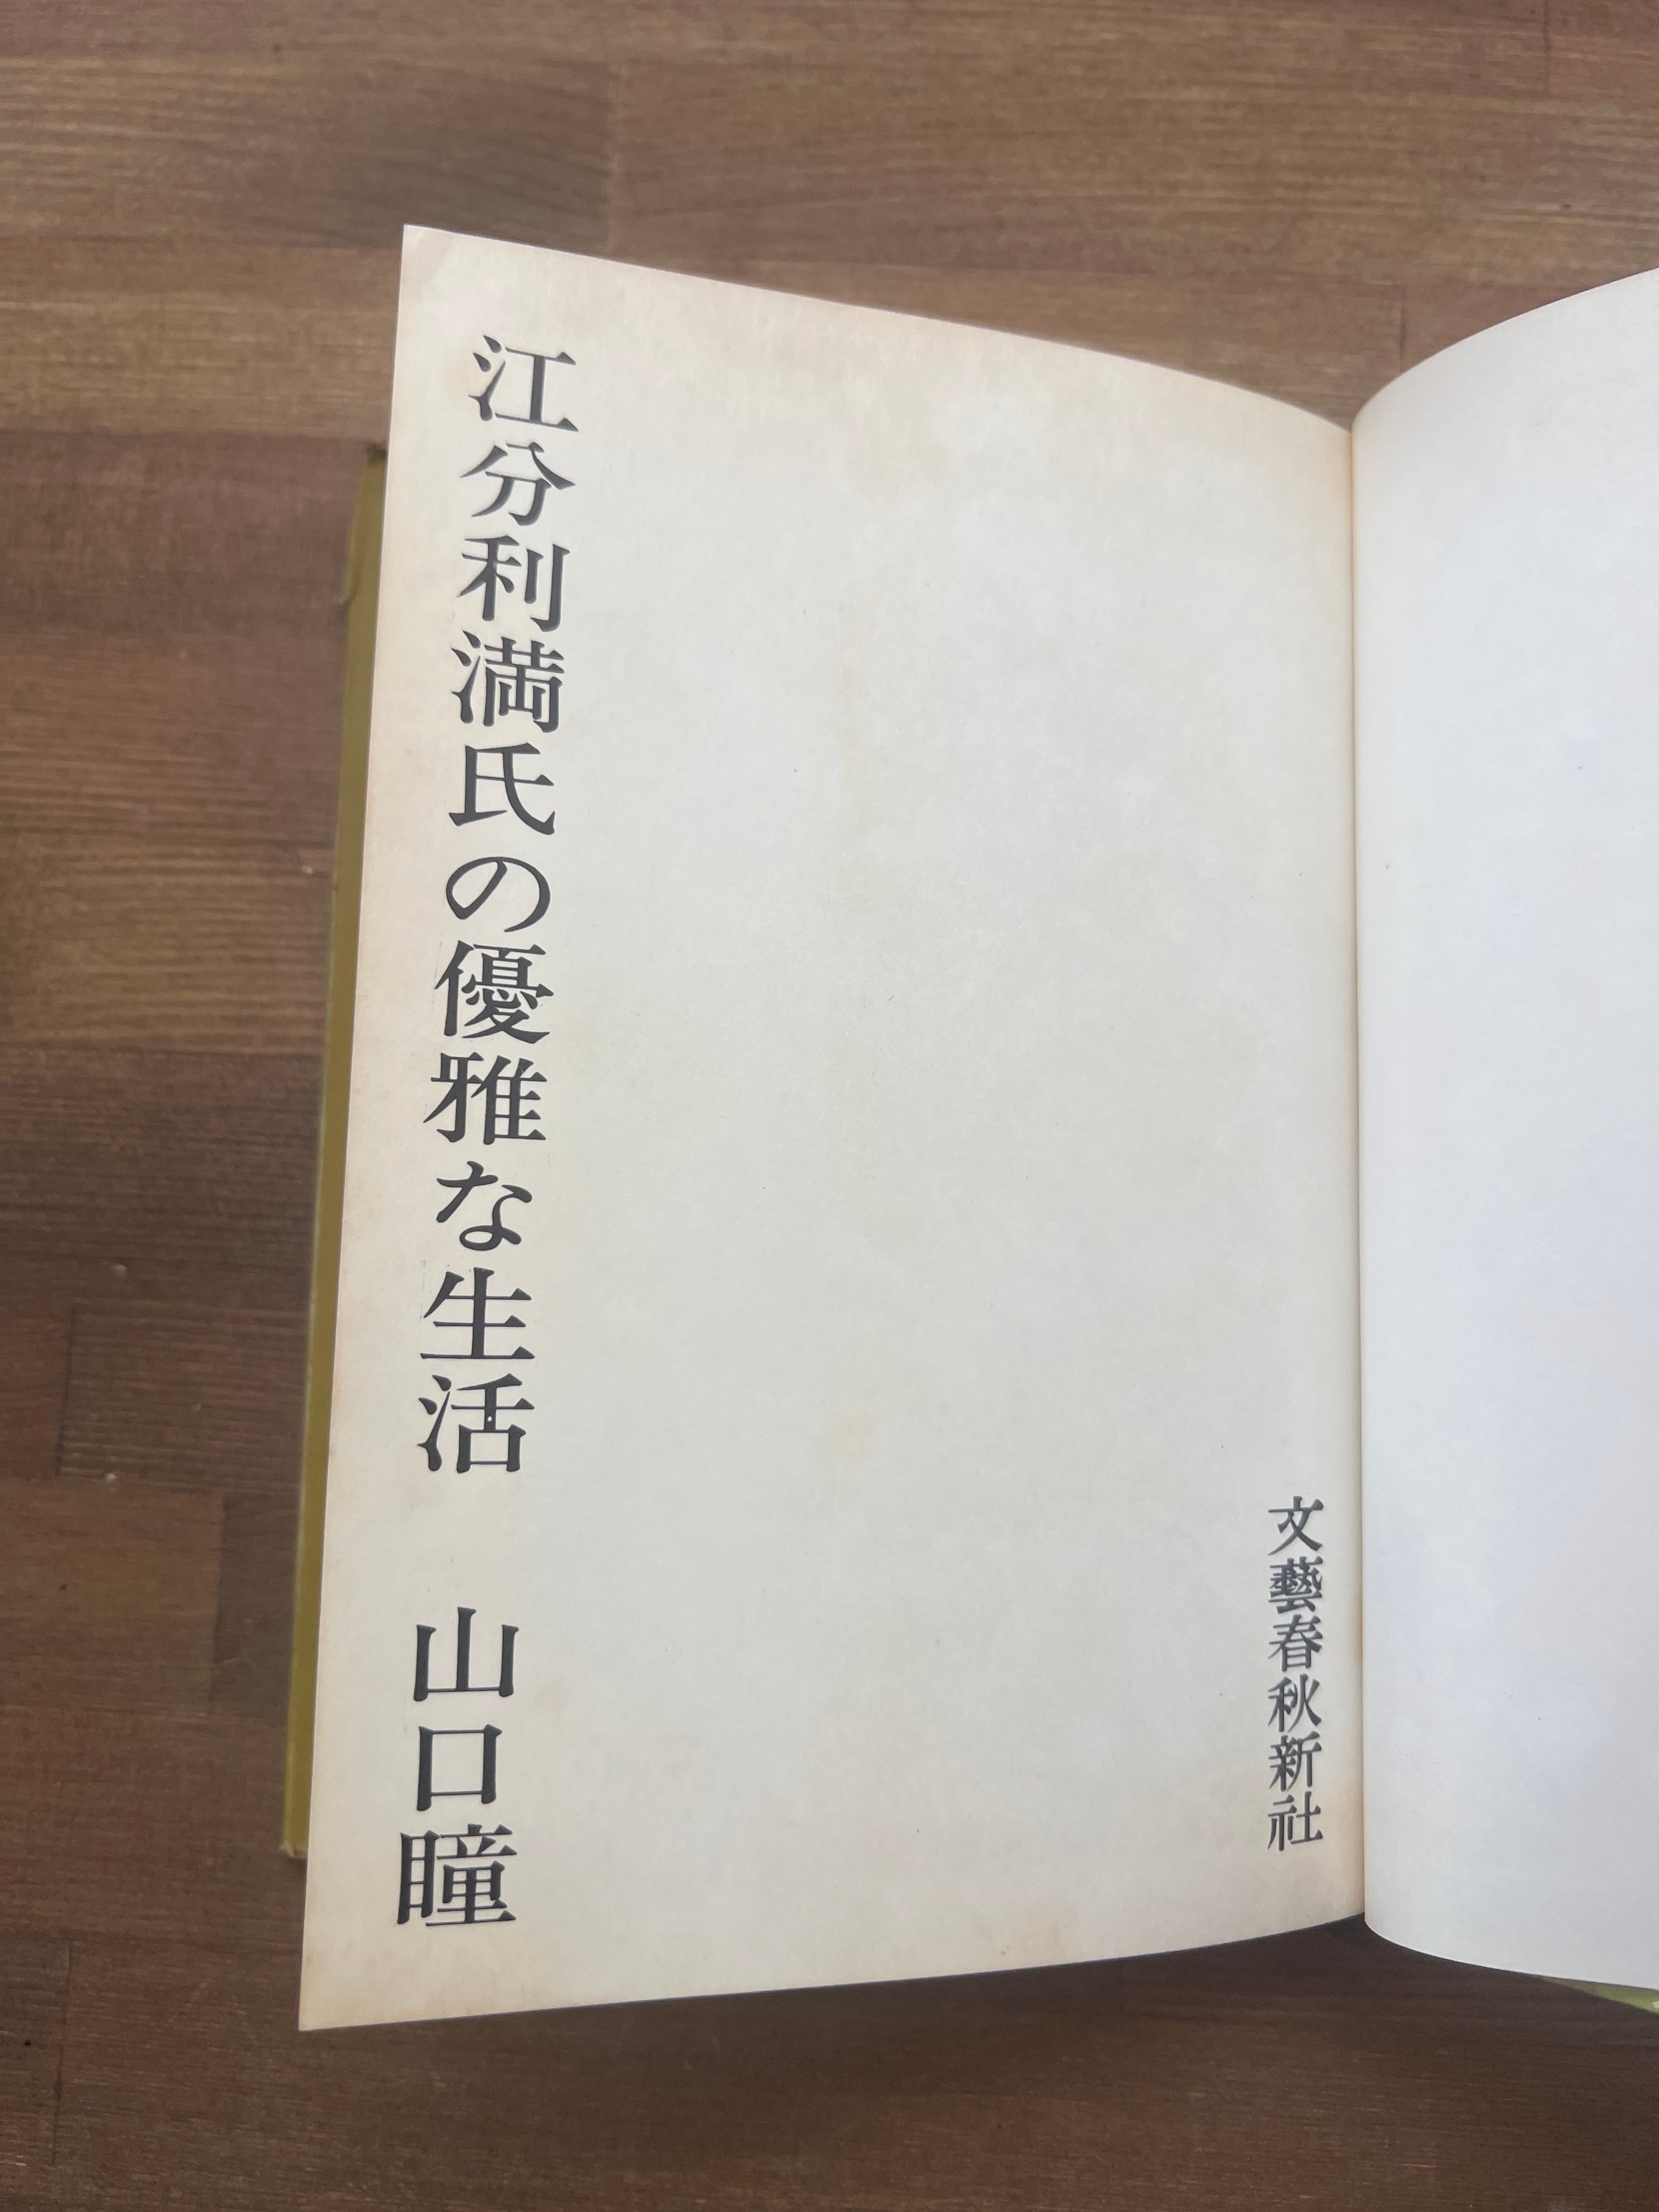 江分利満氏の優雅な生活　山口瞳
文藝春秋新社